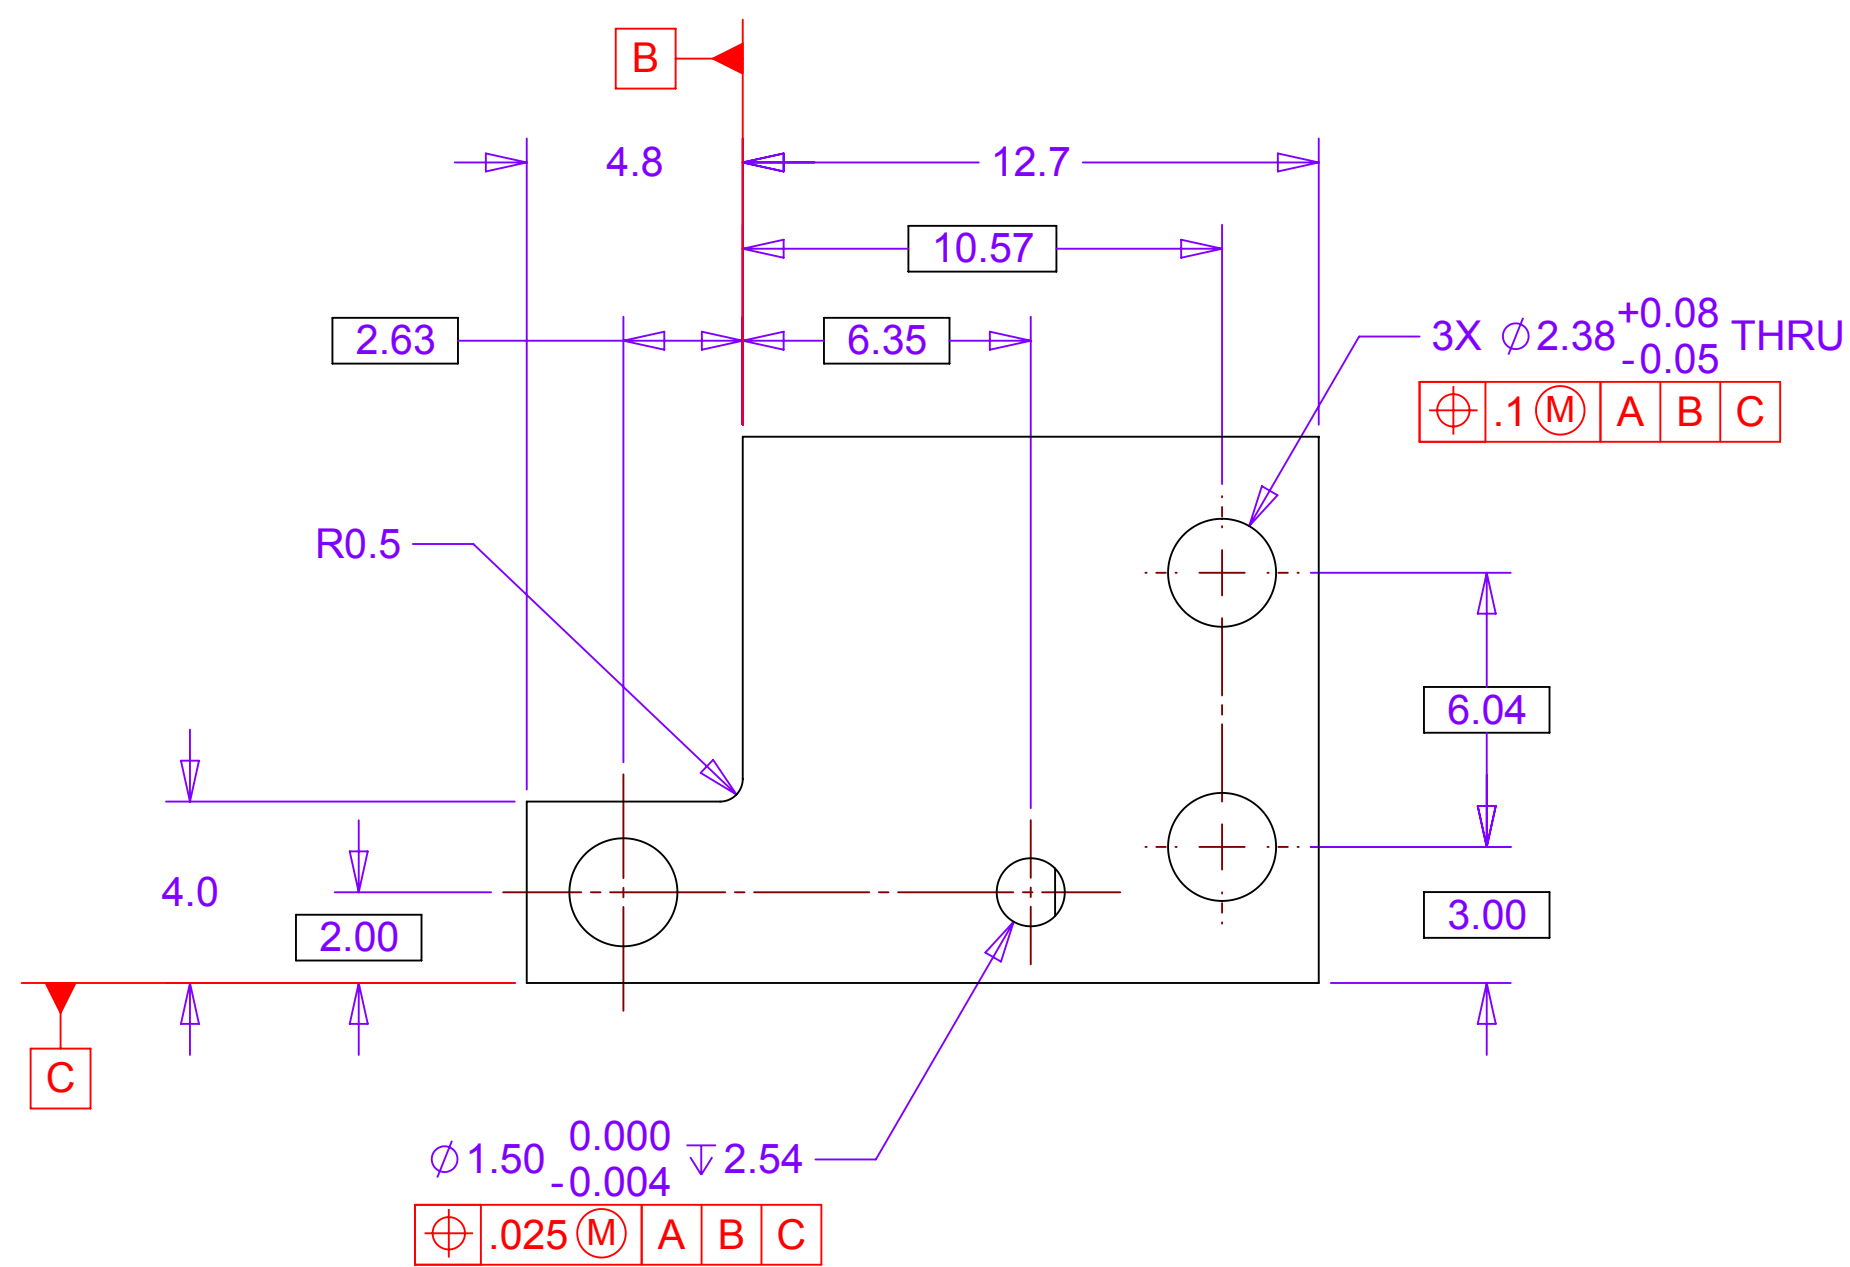 B
4.8
12.7
10.57
2.63
6.35
3X ⌀2.38 +0.08 -0.05 THRU
⌖ .1 Ⓜ A B C
R0.5
6.04
4.0
2.00
3.00
C
⌀1.50 0.000 -0.004 ↧2.54
⌖ .025 Ⓜ A B C